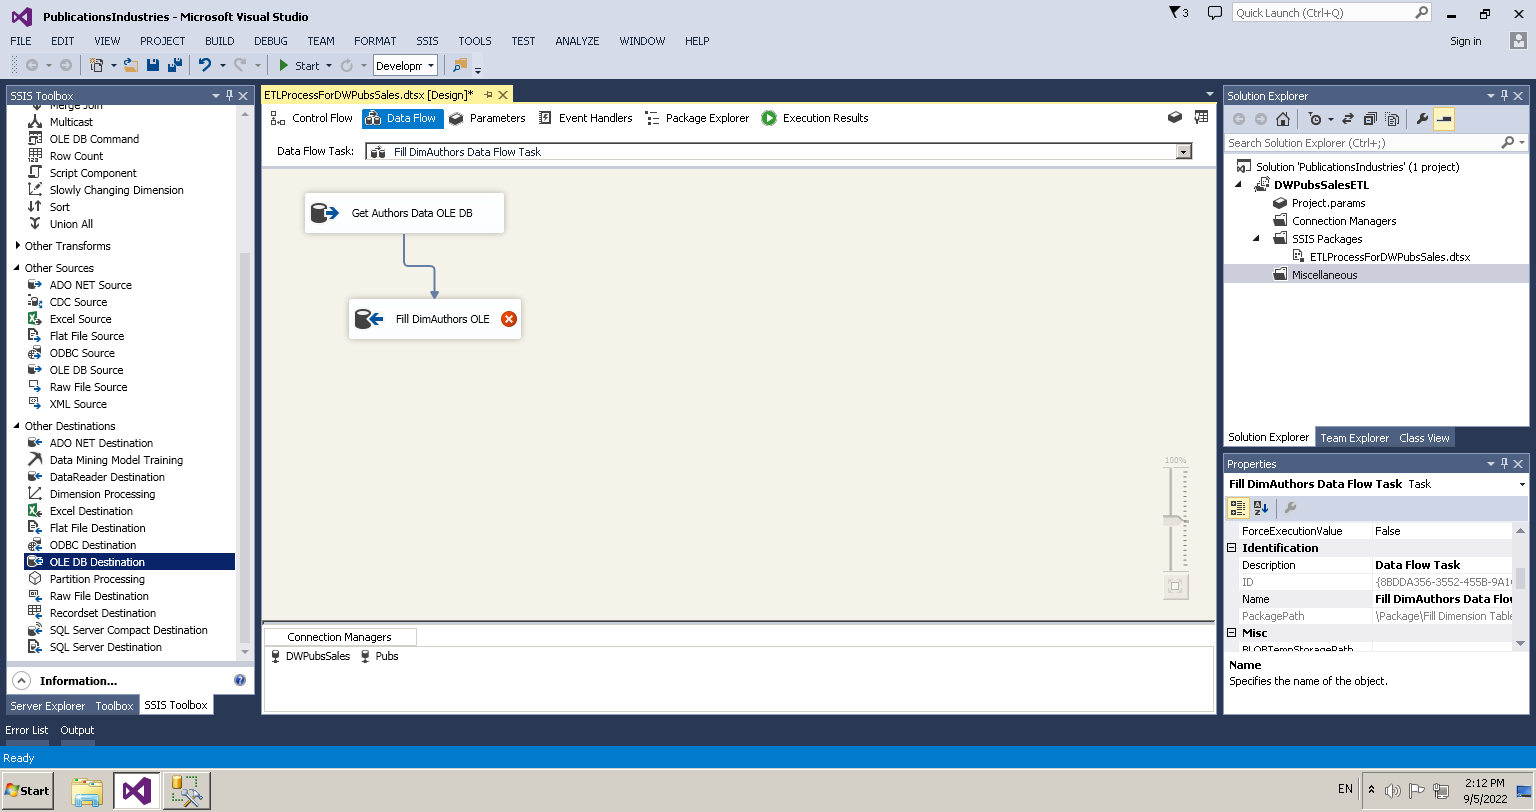 PublicationsIndustries - Microsoft Visual Studio
3
Quick Launch (Ctrl+Q)
FILE EDIT VIEW PROJECT BUILD DEBUG TEAM FORMAT SSIS TOOLS TEST ANALYZE WINDOW HELP
Sign in
Start
Developm
SSIS Toolbox
Merge Join
Multicast
OLE DB Command
Row Count
Script Component
Slowly Changing Dimension
Sort
Union All
Other Transforms
Other Sources
ADO NET Source
CDC Source
Excel Source
Flat File Source
ODBC Source
OLE DB Source
Raw File Source
XML Source
Other Destinations
ADO NET Destination
Data Mining Model Training
DataReader Destination
Dimension Processing
Excel Destination
Flat File Destination
ODBC Destination
OLE DB Destination
Partition Processing
Raw File Destination
Recordset Destination
SQL Server Compact Destination
SQL Server Destination
Information...
Server Explorer Toolbox SSIS Toolbox
ETLProcessForDWPubsSales.dtsx [Design]*
Control Flow Data Flow Parameters Event Handlers Package Explorer Execution Results
Data Flow Task: Fill DimAuthors Data Flow Task
Get Authors Data OLE DB
Fill DimAuthors OLE
100%
Connection Managers
DWPubsSales Pubs
Solution Explorer
Search Solution Explorer (Ctrl+;)
Solution 'PublicationsIndustries' (1 project)
DWPubsSalesETL
Project.params
Connection Managers
SSIS Packages
ETLProcessForDWPubsSales.dtsx
Miscellaneous
Solution Explorer Team Explorer Class View
Properties
Fill DimAuthors Data Flow Task Task
ForceExecutionValue False
Identification
Description Data Flow Task
ID {8BDDA356-3552-455B-9A1
Name Fill DimAuthors Data Flo
PackagePath \Package\Fill Dimension Table
Misc
BLOBTempStoragePath
Name
Specifies the name of the object.
Error List Output
Ready
Start
EN
2:12 PM
9/5/2022